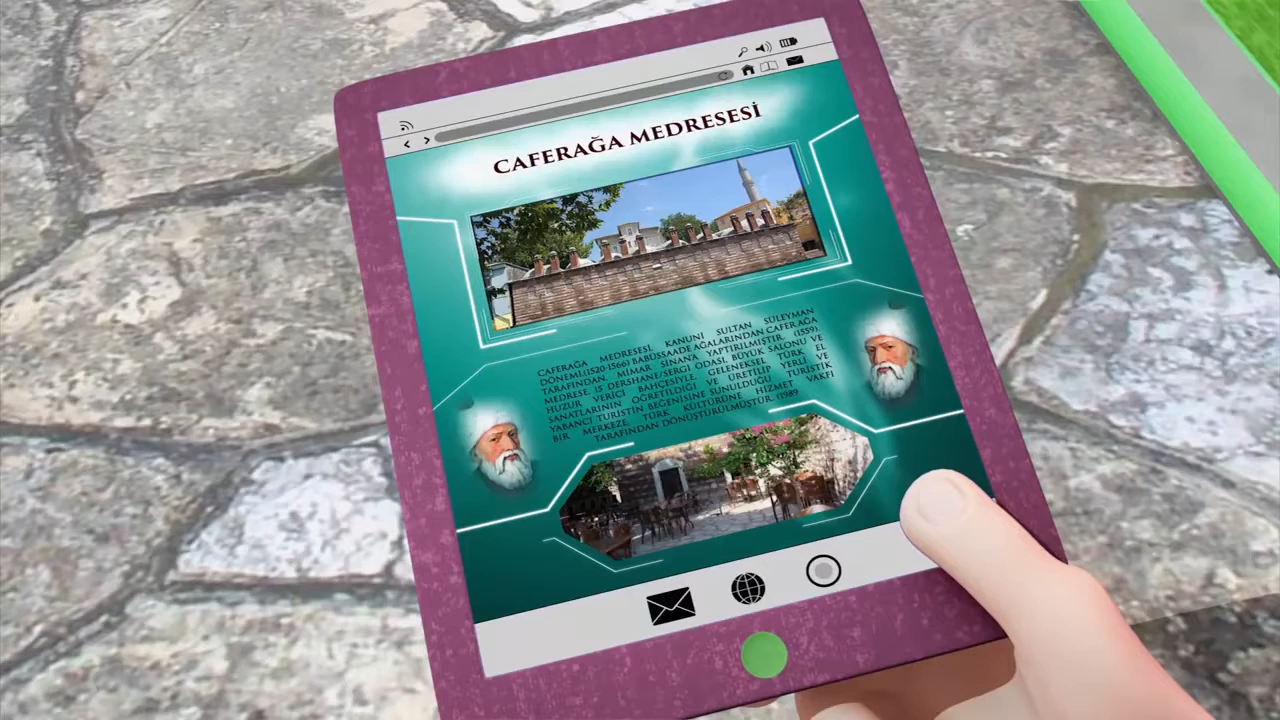 CAFERAĞA MEDRESESİ
CAFERAĞA MEDRESESİ, KANUNİ SULTAN SÜLEYMAN
DÖNEMİ,(1520-1566) BABÜSSAADE AĞALARINDAN CAFER AĞA
TARAFINDAN, MİMAR SİNAN'A YAPTIRILMIŞTIR. (1559)
MEDRESE, 15 DERSHANE/SERGİ ODASI, BÜYÜK SALONU VE
HUZUR VERİCİ BAHÇESİYLE, GELENEKSEL TÜRK EL
SANATLARININ ÖĞRETİLDİĞİ VE ÜRETİLİP YERLİ VE
YABANCI TURİSTİN BEĞENİSİNE SUNULDUĞU TURİSTİK
BİR MERKEZE, TÜRK KÜLTÜRÜNE HİZMET VAKFI
TARAFINDAN DÖNÜŞTÜRÜLMÜŞTÜR. (1989